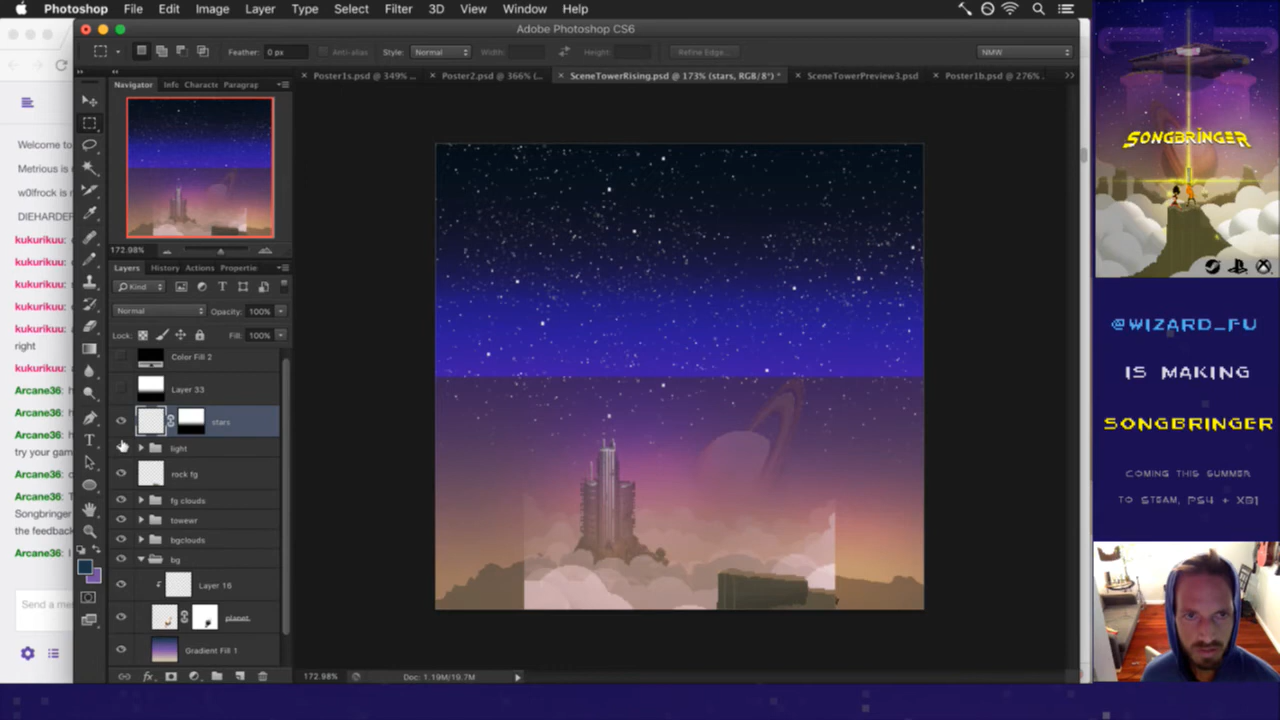 Photoshop File Edit Image Layer Type Select Filter 3D View Window Help
Adobe Photoshop CS6
Feather: 0 px Anti-alias Style: Normal Width: Height: Refine Edge... NMW
Poster1s.psd @ 349% ... Poster2.psd @ 366% (... SceneTowerRising.psd @ 173% (stars, RGB/8*) * SceneTowerPreview3.psd Poster1b.psd @ 276%
Navigator Info Characte Paragrap
172.98%
Layers History Actions Propertie
Kind
Normal Opacity: 100%
Lock: Fill: 100%
Color Fill 2
Layer 33
stars
light
rock fg
fg clouds
towewr
bgclouds
bg
Layer 16
planet
Gradient Fill 1
172.98% Doc: 1.19M/19.7M
Welcome to
Metrious is
w0lfrock is
DIEHARDER
kukurikuu:
kukurikuu:
kukurikuu:
kukurikuu:
right
kukurikuu:
Arcane36:
Arcane36:
Arcane36:
try your gam
Arcane36:
Arcane36:
Songbringer
the feedback
Arcane36:
Send a me
SONGBRINGER
@WIZARD_FU
IS MAKING
SONGBRINGER
COMING THIS SUMMER
TO STEAM, PS4 + XB1